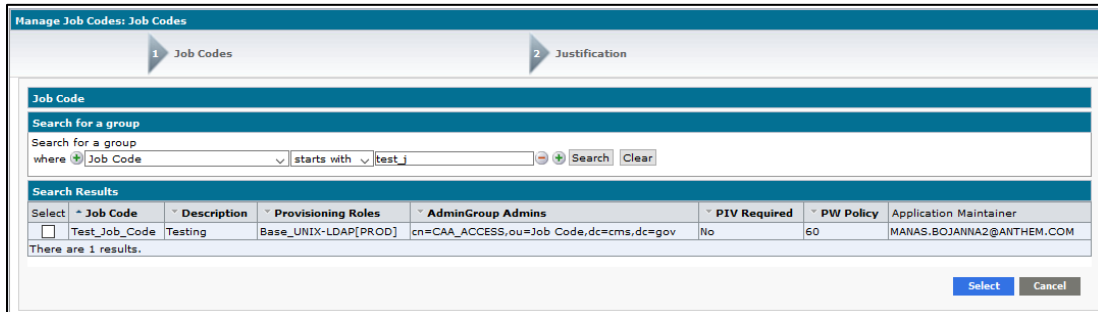 Manage Job Codes: Job Codes
1 Job Codes 2 Justification
Job Code
Search for a group
Search for a group
where Job Code starts with test_j Search Clear
Search Results
Select Job Code Description Provisioning Roles AdminGroup Admins PIV Required PW Policy Application Maintainer
Test_Job_Code Testing Base_UNIX-LDAP[PROD] cn=CAA_ACCESS,ou=Job Code,dc=cms,dc=gov No 60 MANAS.BOJANNA2@ANTHEM.COM
There are 1 results.
Select Cancel